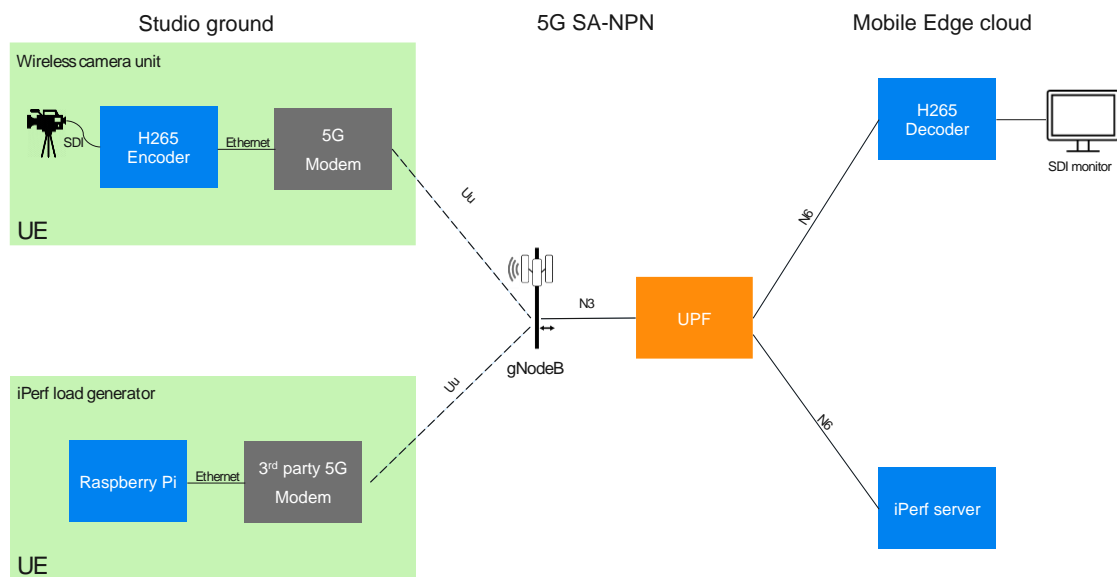 Studio ground
5G SA-NPN
Mobile Edge cloud
Wireless camera unit
SDI
H265
Encoder
Ethernet
5G
Modem
UE
Uu
H265
Decoder
SDI monitor
N6
N3
UPF
gNodeB
iPerf load generator
Raspberry Pi
Ethernet
3rd party 5G
Modem
UE
Uu
N6
iPerf server